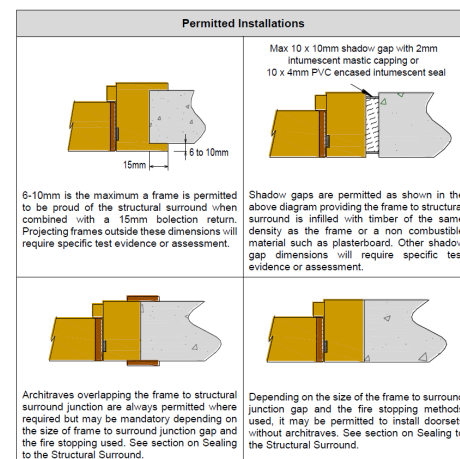 Permitted Installations
Max 10 x 10mm shadow gap with 2mm
intumescent mastic capping or
10 x 4mm PVC encased intumescent seal
6 to 10mm
15mm
6-10mm is the maximum a frame is permitted
to be proud of the structural surround when
combined with a 15mm bolection return.
Projecting frames outside these dimensions will
require specific test evidence or assessment.
Shadow gaps are permitted as shown in the
above diagram providing the frame to structural
surround is infilled with timber of the same
density as the frame or a non combustible
material such as plasterboard. Other shadow
gap dimensions will require specific test
evidence or assessment.
Architraves overlapping the frame to structural
surround junction are always permitted where
required but may be mandatory depending on
the size of frame to surround junction gap and
the fire stopping used. See section on Sealing
to the Structural Surround.
Depending on the size of the frame to surround
junction gap and the fire stopping methods
used, it may be permitted to install doorsets
without architraves. See section on Sealing to
the Structural Surround.